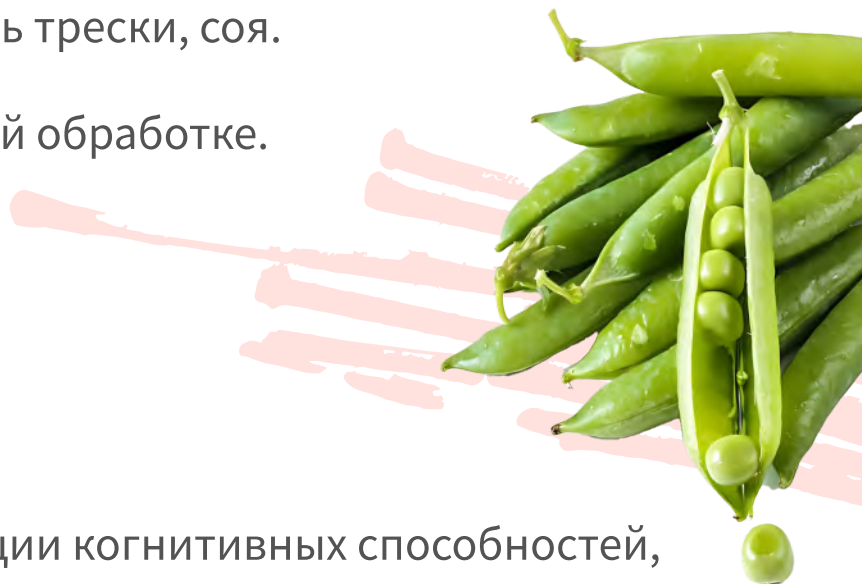 ь трески, соя.
й обработке.
ции когнитивных способностей,